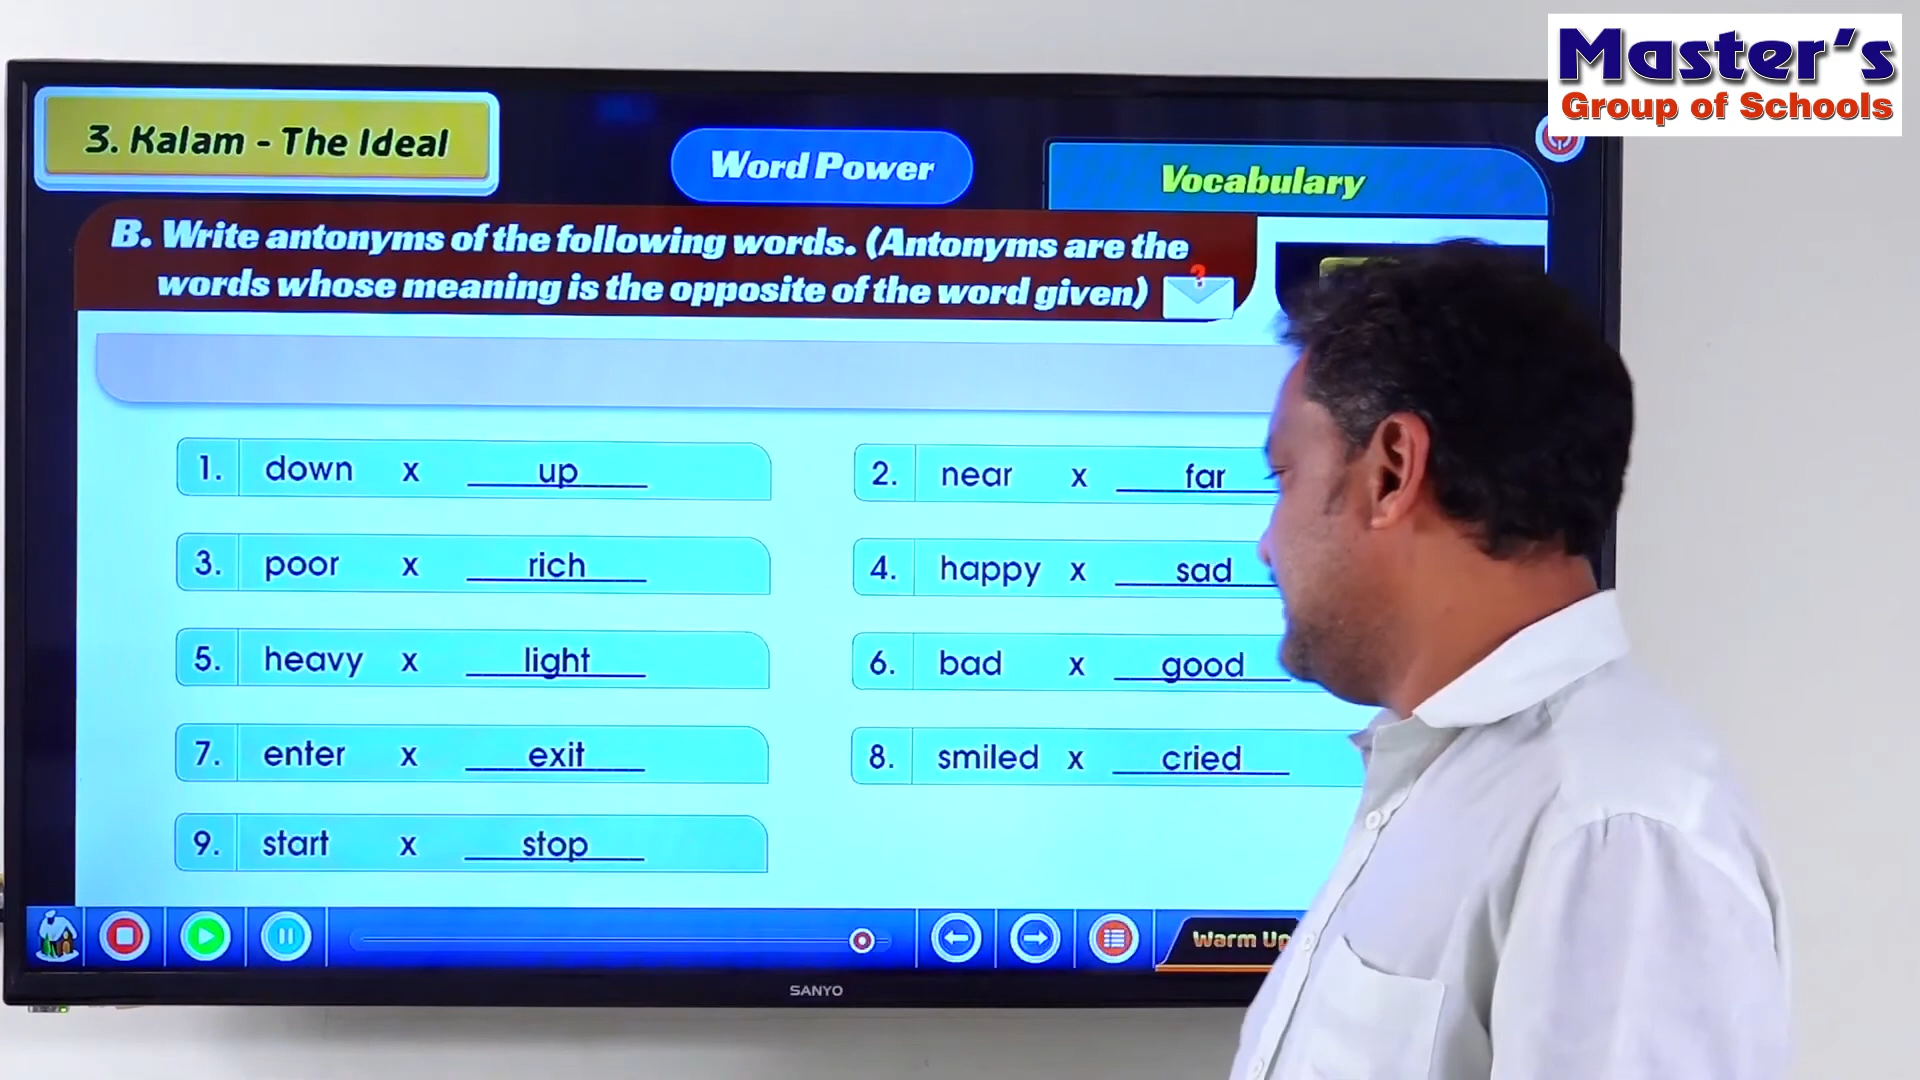 Master's
Group of Schools
3. Kalam - The Ideal
Word Power
Vocabulary
B. Write antonyms of the following words. (Antonyms are the
words whose meaning is the opposite of the word given)
?
1. down x up
2. near x far
3. poor x rich
4. happy x sad
5. heavy x light
6. bad x good
7. enter x exit
8. smiled x cried
9. start x stop
Warm Up
SANYO